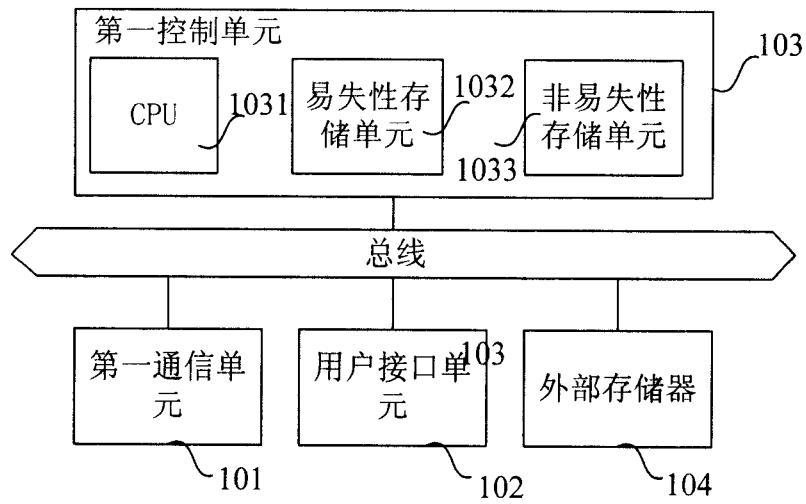 第一控制单元
103
CPU
1031
易失性存
储单元
1032
非易失性
存储单元
1033
总线
第一通信单
元
101
用户接口单
元
103
102
外部存储器
104